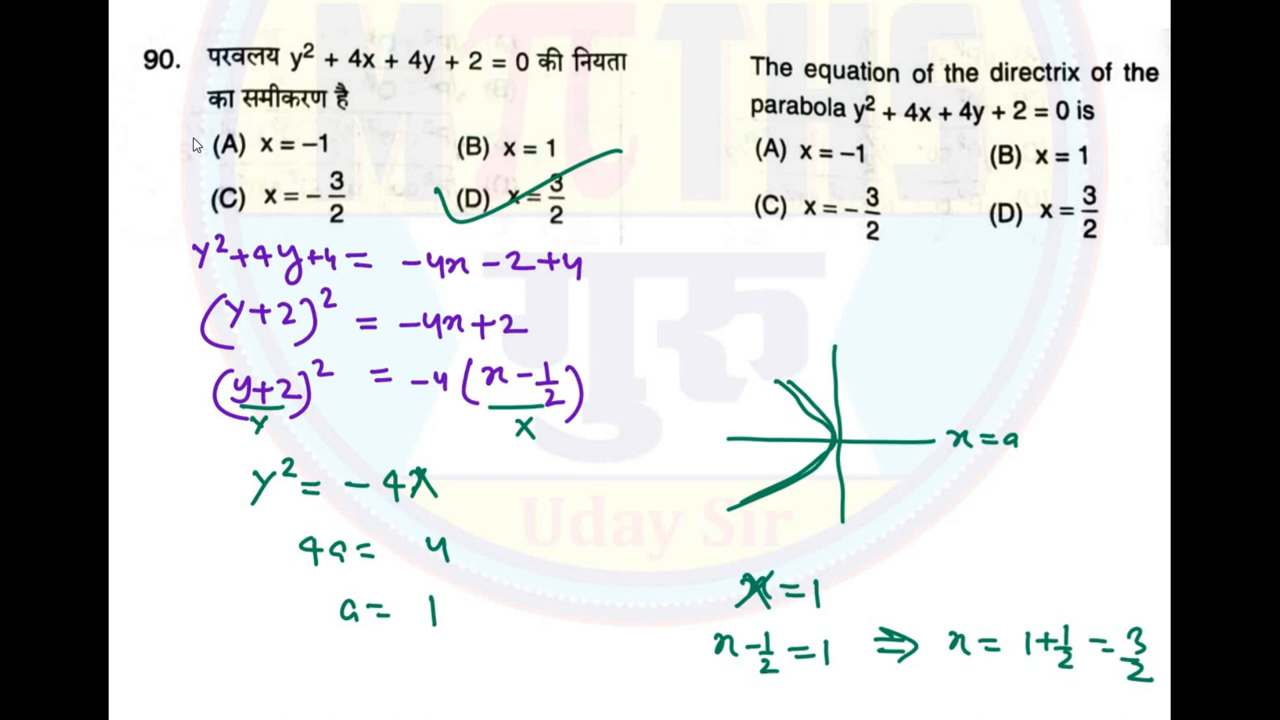 90. परवलय y² + 4x + 4y + 2 = 0 की नियता
का समीकरण है
(A) x = –1 (B) x = 1
(C) x = – 3/2 (D) x = 3/2
The equation of the directrix of the
parabola y² + 4x + 4y + 2 = 0 is
(A) x = –1 (B) x = 1
(C) x = – 3/2 (D) x = 3/2
y²+4y+4 = -4x -2+4
(y+2)² = -4x+2
(y+2)² = -4(x - 1/2)
Y X
Y² = -4X
4a = 4
a = 1
x = a
X = 1
x - 1/2 = 1 ⇒ x = 1+1/2 = 3/2
MπTHS
गुरु
Uday Sir